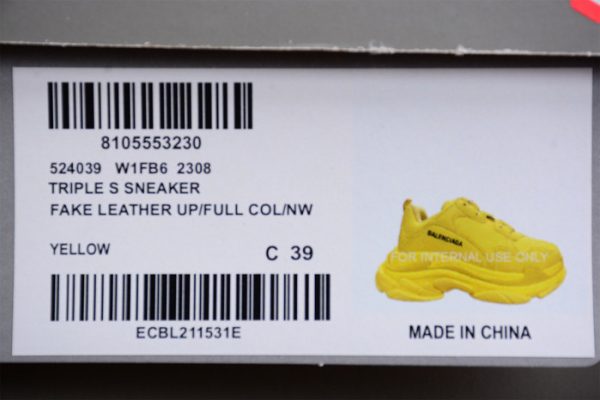 8105553230
524039 W1FB6 2308
TRIPLE S SNEAKER
FAKE LEATHER UP/FULL COL/NW
YELLOW
C 39
ECBL211531E
BALENCIAGA
FOR INTERNAL USE ONLY
MADE IN CHINA